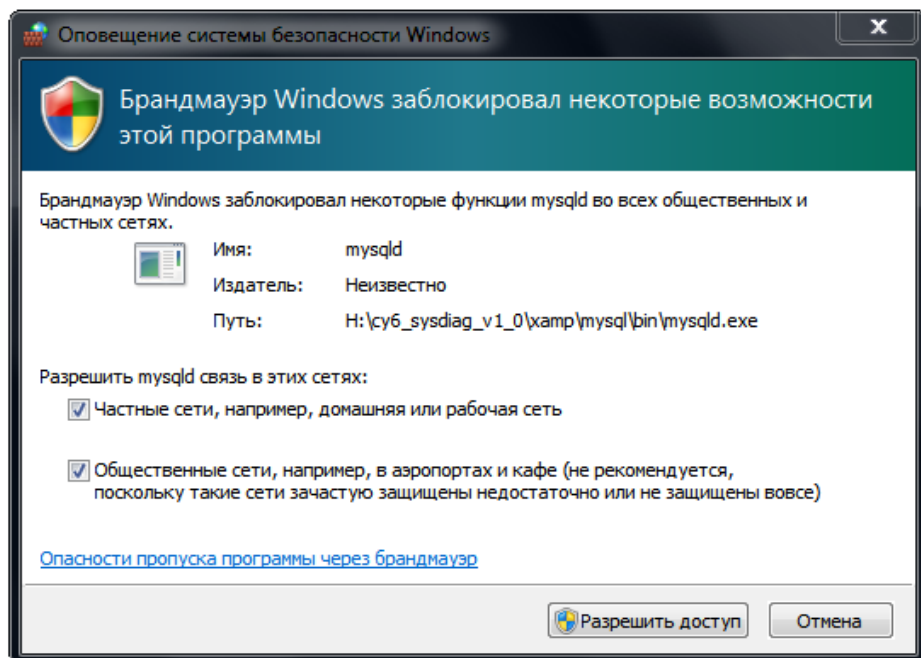 Оповещение системы безопасности Windows
Брандмауэр Windows заблокировал некоторые возможности
этой программы
Брандмауэр Windows заблокировал некоторые функции mysqld во всех общественных и
частных сетях.
Имя: mysqld
Издатель: Неизвестно
Путь: H:\cy6_sysdiag_v1_0\xamp\mysql\bin\mysqld.exe
Разрешить mysqld связь в этих сетях:
Частные сети, например, домашняя или рабочая сеть
Общественные сети, например, в аэропортах и кафе (не рекомендуется,
поскольку такие сети зачастую защищены недостаточно или не защищены вовсе)
Опасности пропуска программы через брандмауэр
Разрешить доступ Отмена